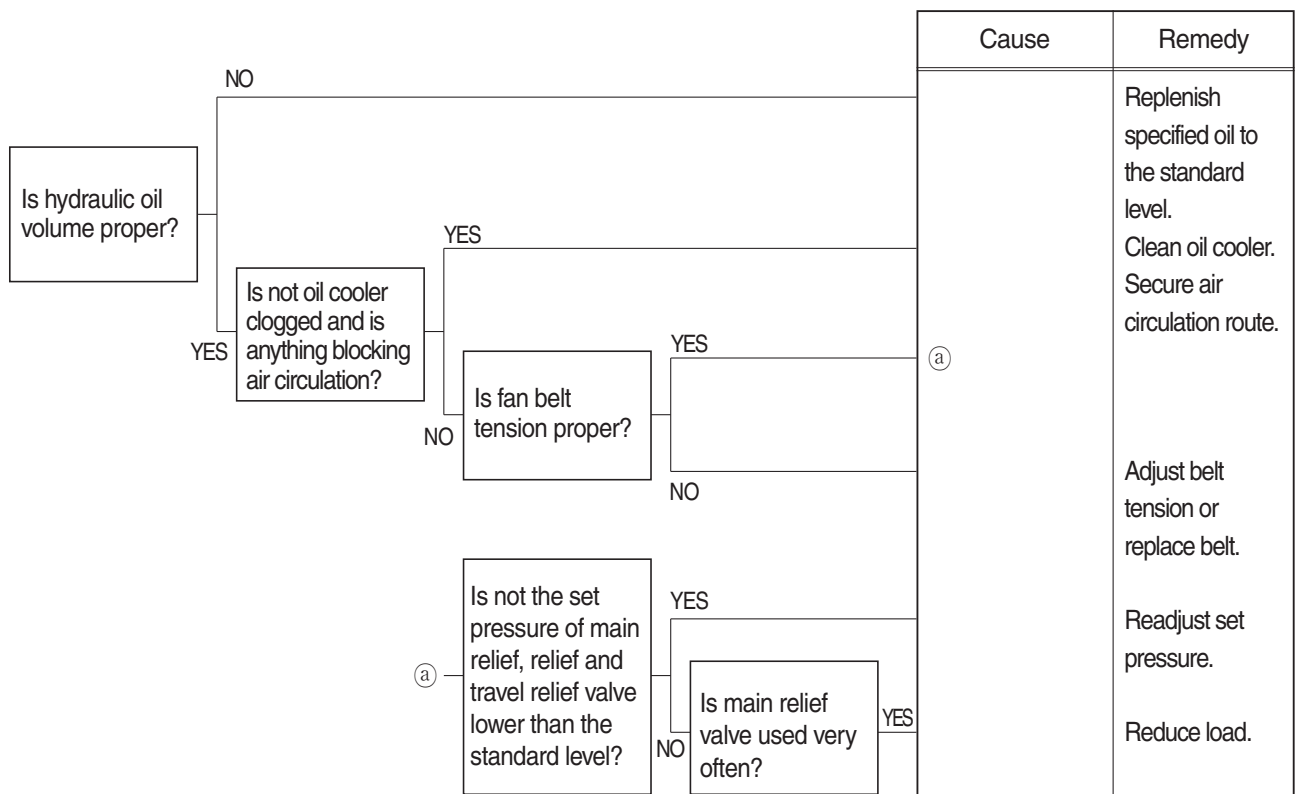 Cause
Remedy
NO
Replenish
specified oil to
the standard
level.
Is hydraulic oil
volume proper?
YES
Clean oil cooler.
Secure air
circulation route.
YES
Is not oil cooler
clogged and is
anything blocking
air circulation?
YES
ⓐ
NO
Is fan belt
tension proper?
NO
Adjust belt
tension or
replace belt.
ⓐ
Is not the set
pressure of main
relief, relief and
travel relief valve
lower than the
standard level?
YES
Readjust set
pressure.
NO
Is main relief
valve used very
often?
YES
Reduce load.